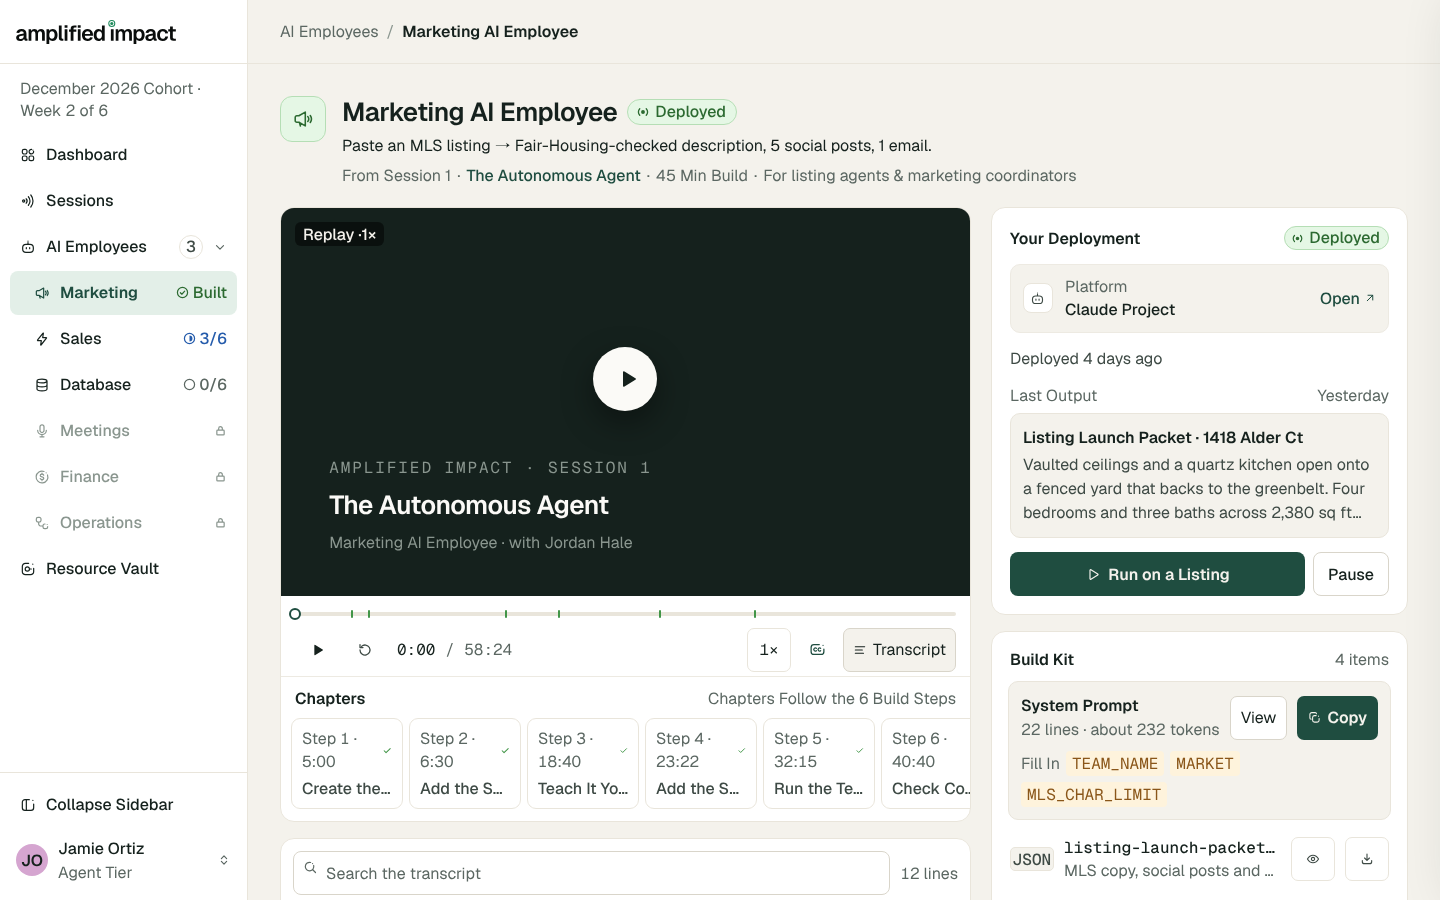 amplified impact
December 2026 Cohort ·
Week 2 of 6
Dashboard
Sessions
AI Employees 3
Marketing Built
Sales 3/6
Database 0/6
Meetings
Finance
Operations
Resource Vault
Collapse Sidebar
JO
Jamie Ortiz
Agent Tier
AI Employees / Marketing AI Employee
Marketing AI Employee Deployed
Paste an MLS listing → Fair-Housing-checked description, 5 social posts, 1 email.
From Session 1 · The Autonomous Agent · 45 Min Build · For listing agents & marketing coordinators
Replay ·1×
AMPLIFIED IMPACT · SESSION 1
The Autonomous Agent
Marketing AI Employee · with Jordan Hale
0:00 / 58:24
1×
CC
Transcript
Chapters
Chapters Follow the 6 Build Steps
Step 1 ·
5:00
Create the...
Step 2 ·
6:30
Add the S...
Step 3 ·
18:40
Teach It Yo...
Step 4 ·
23:22
Add the S...
Step 5 ·
32:15
Run the Te...
Step 6 ·
40:40
Check Co...
Search the transcript
12 lines
Your Deployment
Deployed
Platform
Claude Project
Open ↗
Deployed 4 days ago
Last Output
Yesterday
Listing Launch Packet · 1418 Alder Ct
Vaulted ceilings and a quartz kitchen open onto
a fenced yard that backs to the greenbelt. Four
bedrooms and three baths across 2,380 sq ft...
Run on a Listing
Pause
Build Kit
4 items
System Prompt
22 lines · about 232 tokens
View
Copy
Fill In TEAM_NAME MARKET
MLS_CHAR_LIMIT
JSON
listing-launch-packet...
MLS copy, social posts and ...